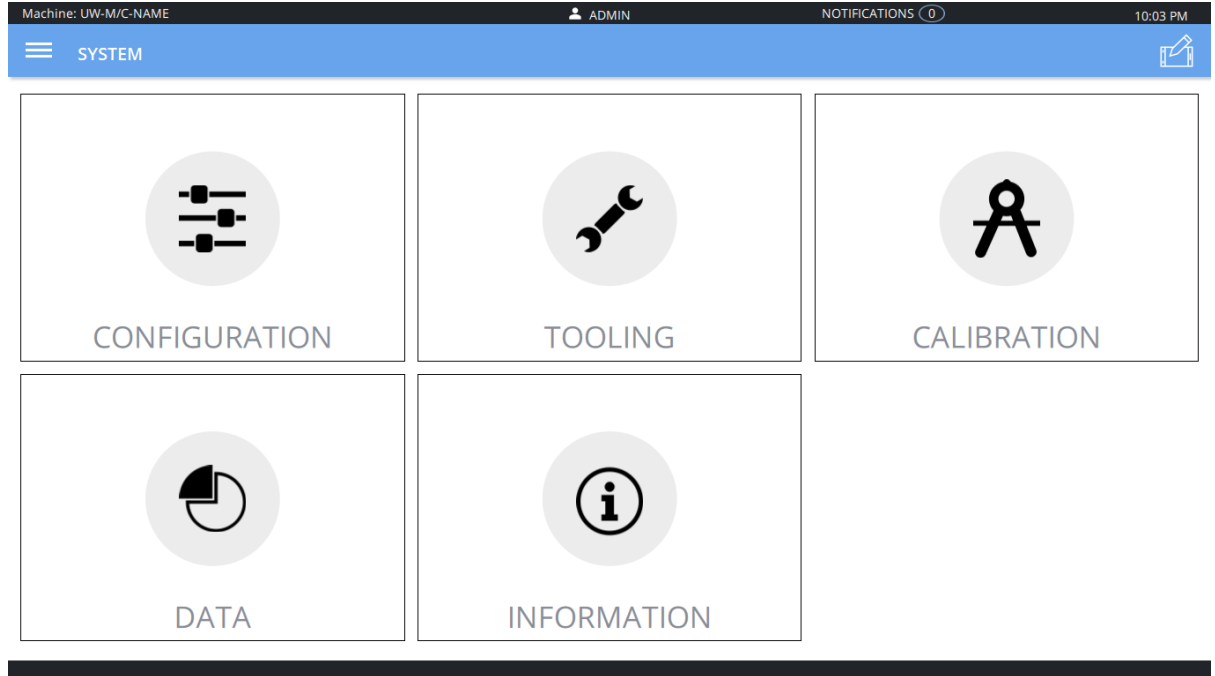 Machine: UW-M/C-NAME ADMIN NOTIFICATIONS 0 10:03 PM
SYSTEM
CONFIGURATION TOOLING CALIBRATION
DATA INFORMATION